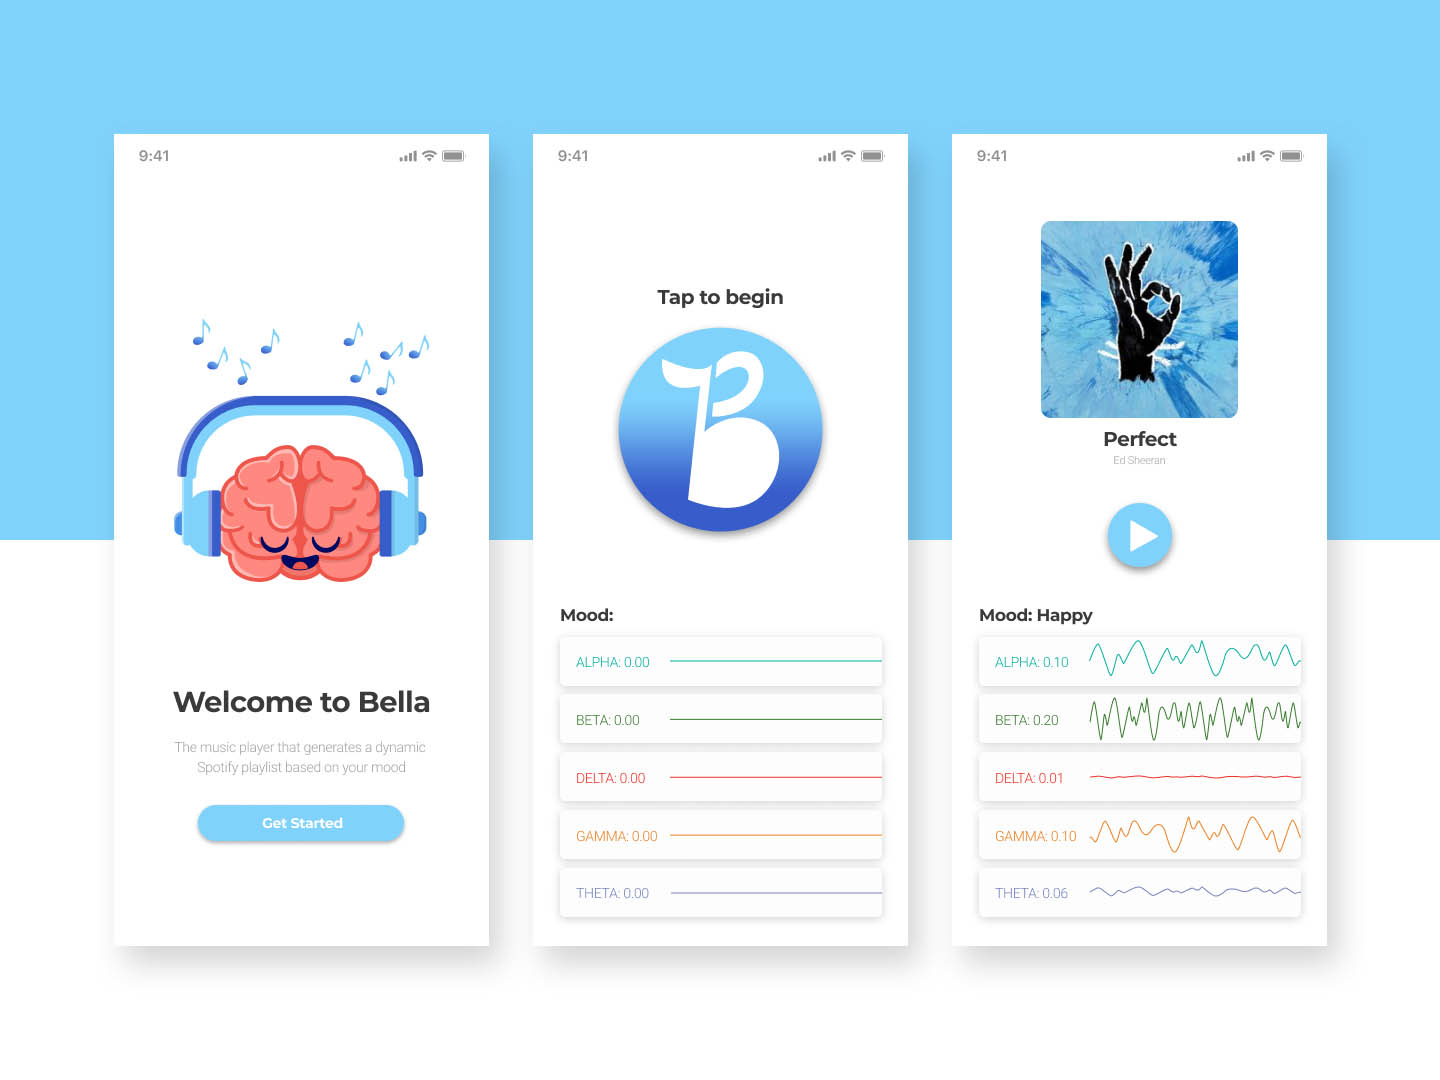 9:41
Welcome to Bella
The music player that generates a dynamic
Spotify playlist based on your mood
Get Started
9:41
Tap to begin
B
Mood:
ALPHA: 0.00
BETA: 0.00
DELTA: 0.00
GAMMA: 0.00
THETA: 0.00
9:41
Perfect
Ed Sheeran
Mood: Happy
ALPHA: 0.10
BETA: 0.20
DELTA: 0.01
GAMMA: 0.10
THETA: 0.06